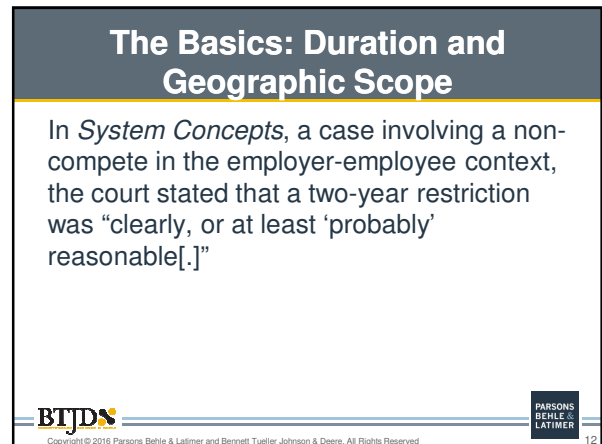 The Basics: Duration and
Geographic Scope
In System Concepts, a case involving a non-
compete in the employer-employee context,
the court stated that a two-year restriction
was “clearly, or at least ‘probably’
reasonable[.]”
BTJD
PARSONS
BEHLE &
LATIMER
Copyright © 2016 Parsons Behle & Latimer and Bennett Tueller Johnson & Deere. All Rights Reserved
12